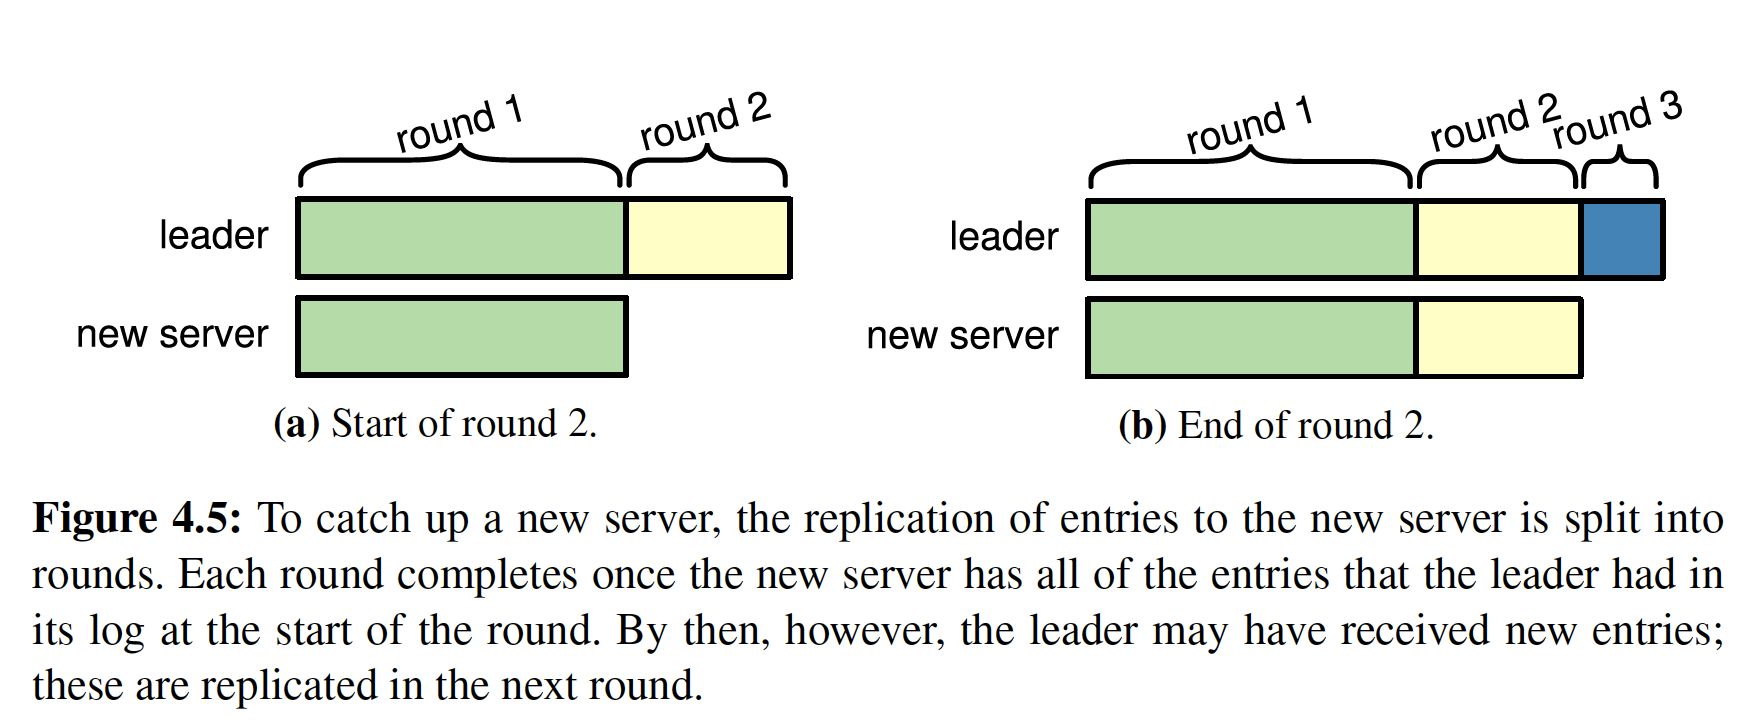 round 1
round 2
leader
new server
(a) Start of round 2.
round 1
round 2
round 3
leader
new server
(b) End of round 2.
Figure 4.5: To catch up a new server, the replication of entries to the new server is split into
rounds. Each round completes once the new server has all of the entries that the leader had in
its log at the start of the round. By then, however, the leader may have received new entries;
these are replicated in the next round.